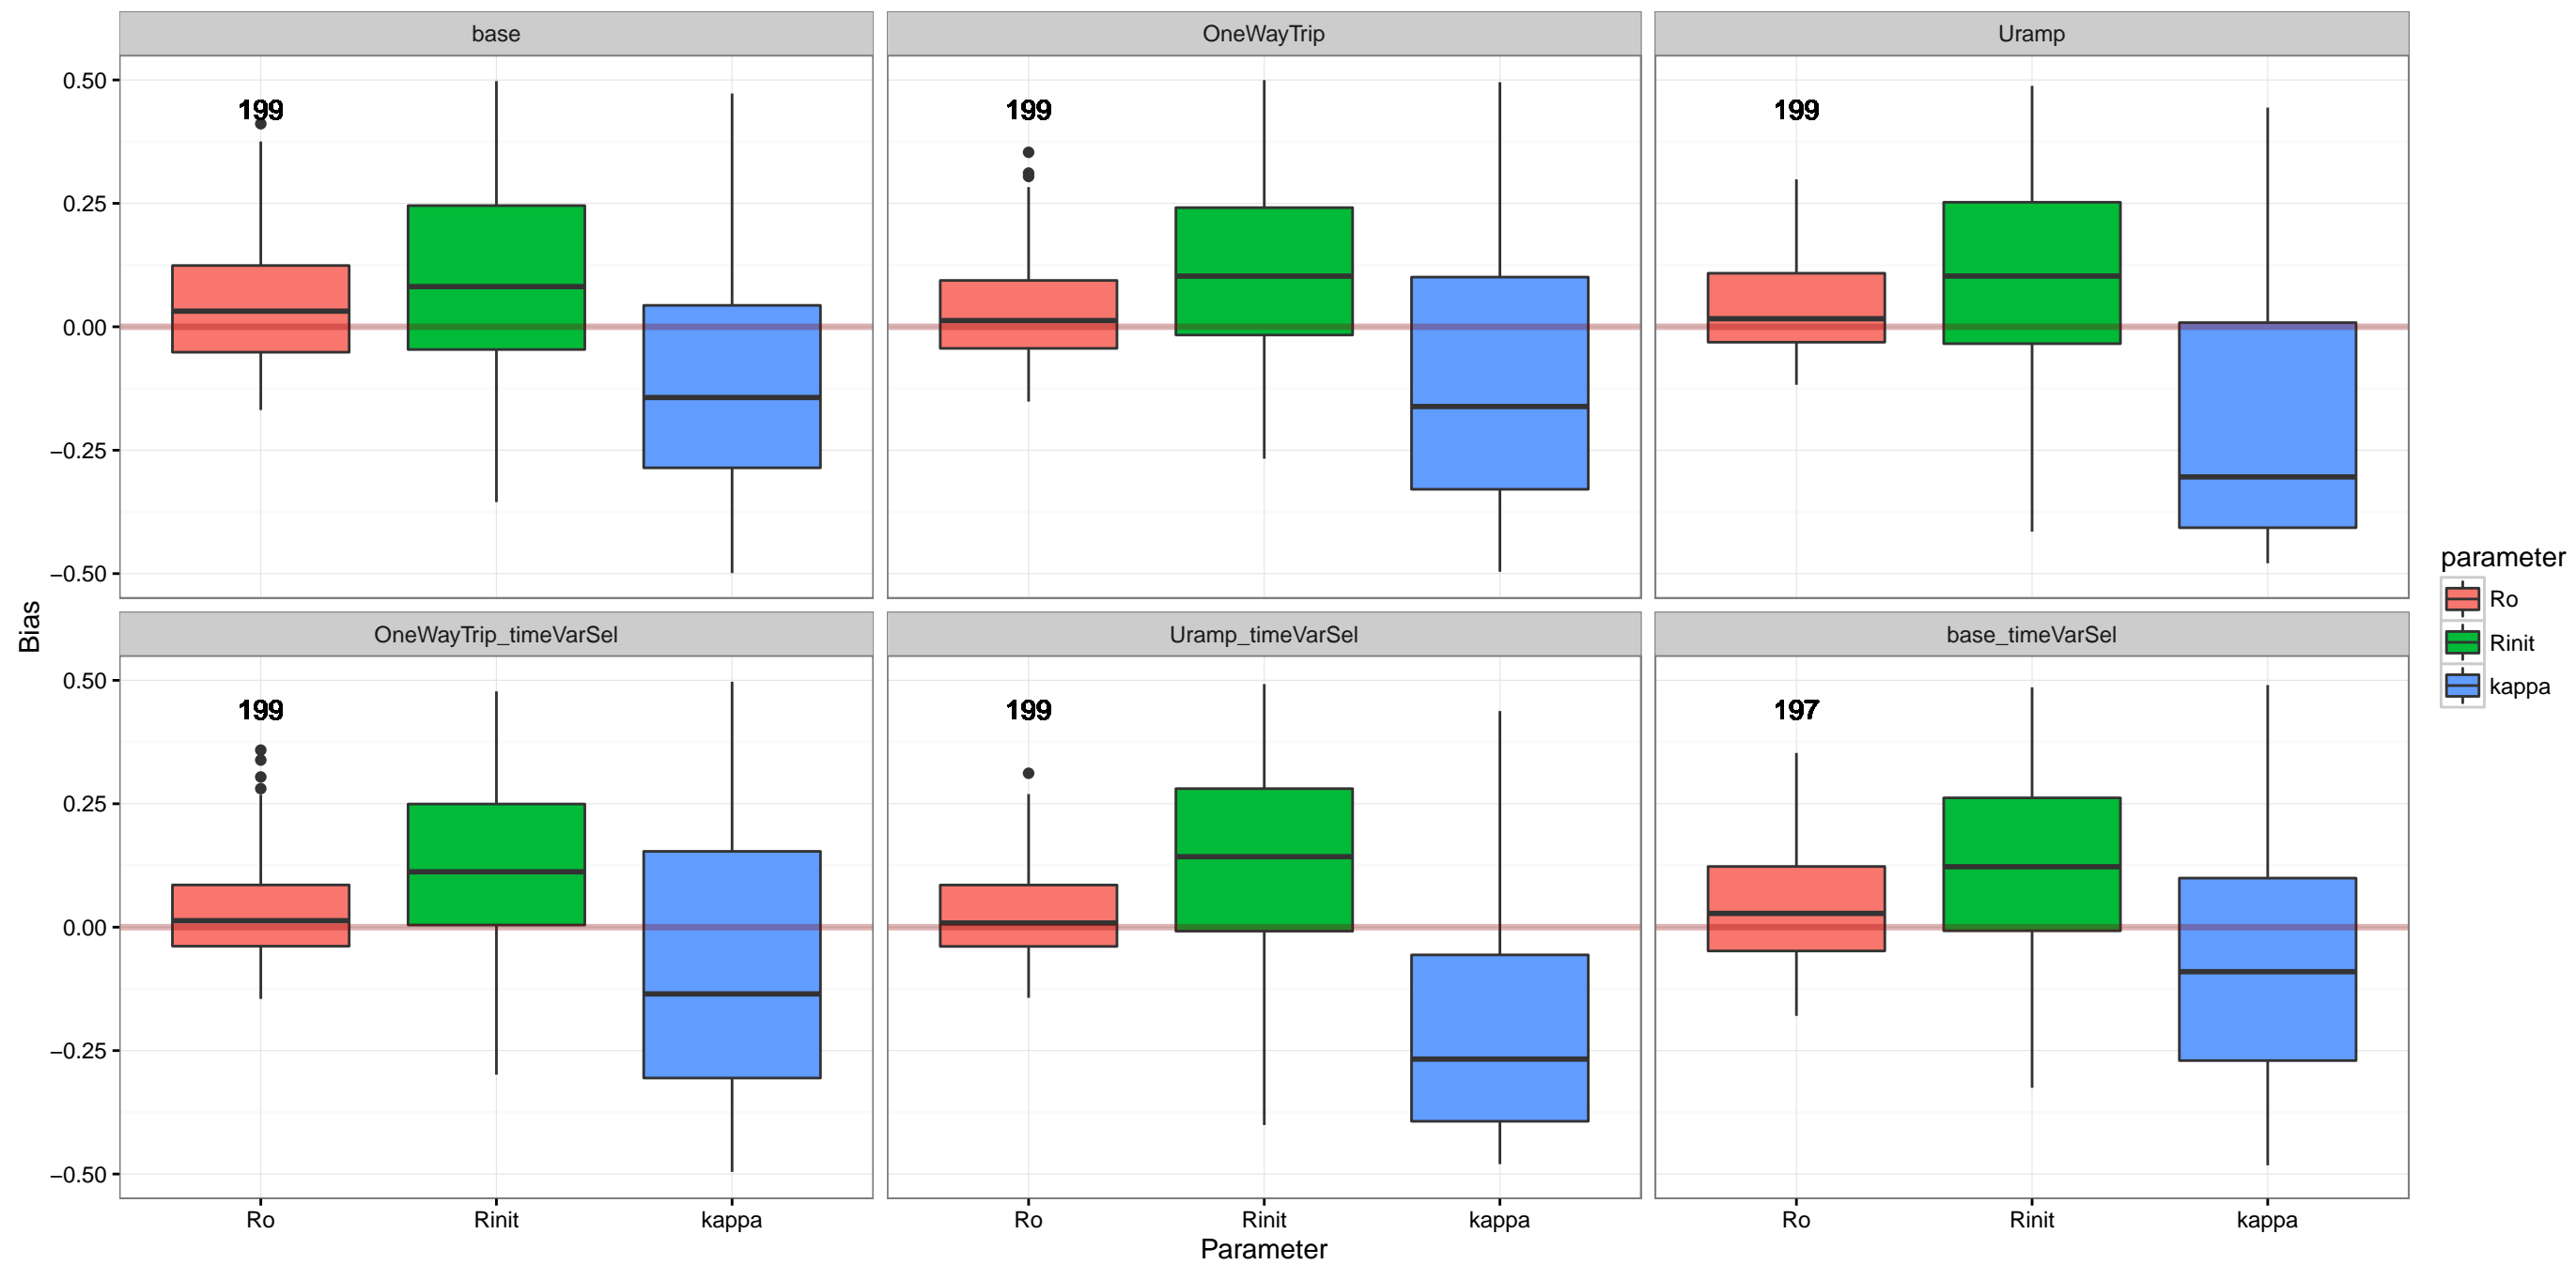 base
OneWayTrip
Uramp
0.50
0.25
0.00
−0.25
−0.50
199
199
199
Bias
OneWayTrip_timeVarSel
Uramp_timeVarSel
base_timeVarSel
0.50
0.25
0.00
−0.25
−0.50
199
199
197
Ro
Rinit
kappa
Ro
Rinit
kappa
Ro
Rinit
kappa
Parameter
parameter
Ro
Rinit
kappa